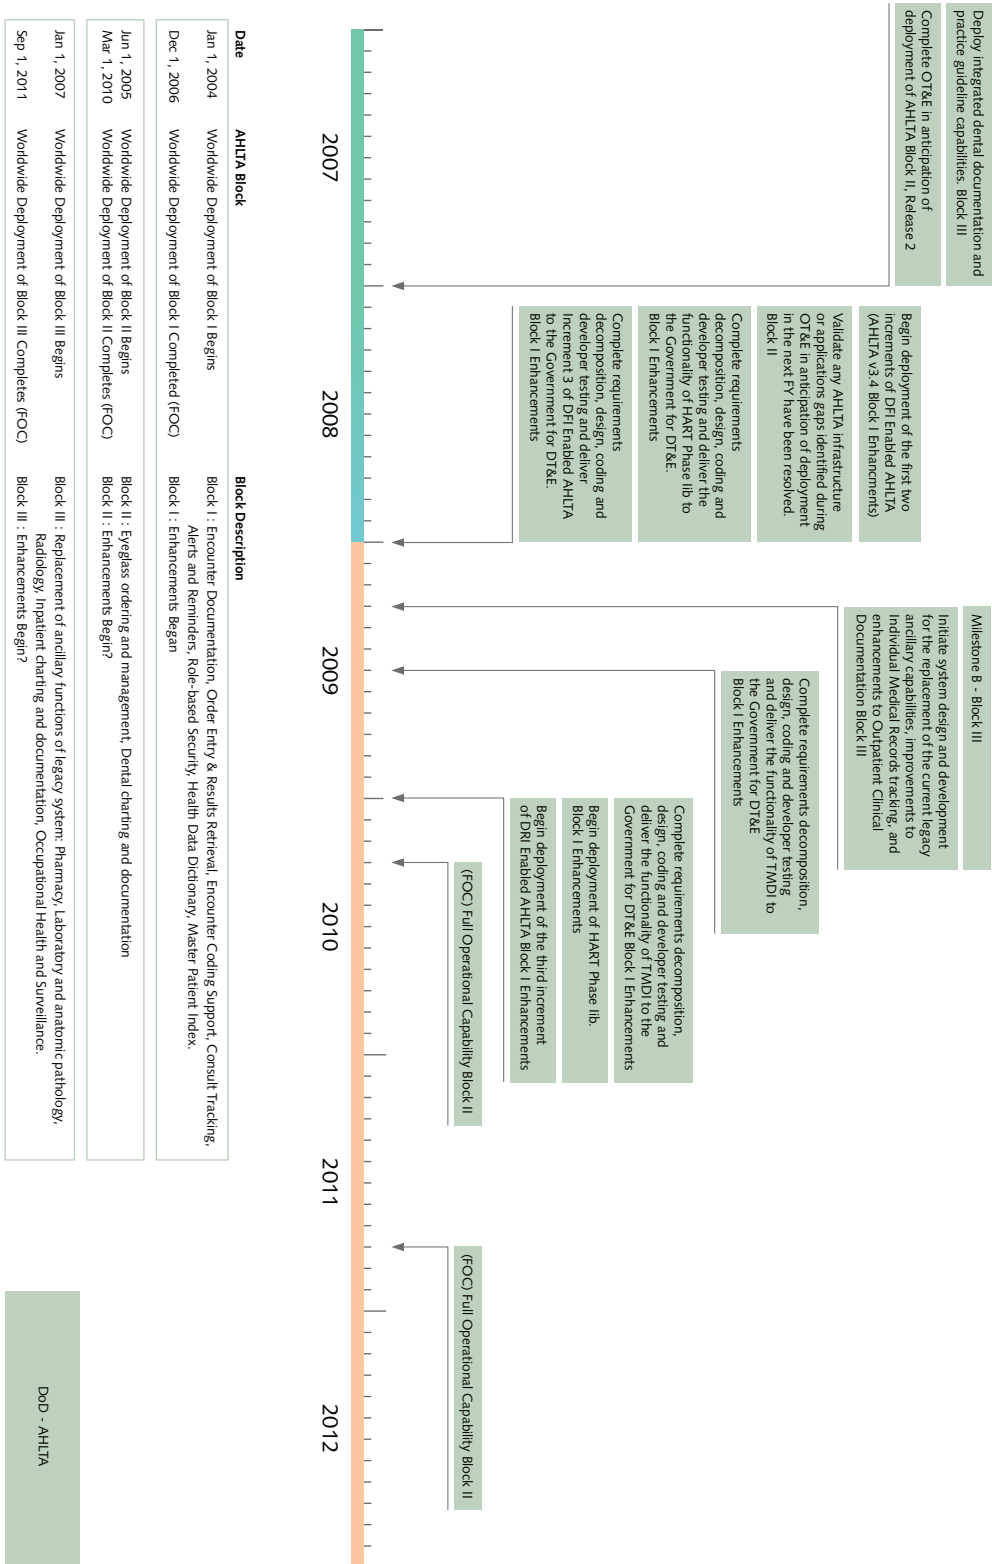 Deploy integrated dental documentation and
practice guideline capabilities. Block III
Complete OT&E in anticipation of
deployment of AHLTA Block II, Release 2
Begin deployment of the first two
increments of DFI Enabled AHLTA
(AHLTA v3.4 Block I Enhancments)
Validate any AHLTA infrastructure
or applications gaps identified during
OT&E in anticipation of deployment
in the next FY have been resolved.
Block II
Complete requirements
decomposition, design, coding and
developer testing and deliver the
functionality of HART Phase Iib to
the Government for DT&E.
Block I Enhancements
Complete requirements
decomposition, design, coding and
developer testing and deliver
Increment 3 of DFI Enabled AHLTA
to the Government for DT&E.
Block I Enhancements
Milestone B - Block III
Initiate system design and development
for the replacement of the current legacy
ancillary capabilities, improvements to
Individual Medical Records tracking, and
enhancements to Outpatient Clinical
Documentation Block III
Complete requirements decomposition,
design, coding and developer testing
and deliver the functionality of TMDI to
the Government for DT&E
Block I Enhancements
Complete requirements decomposition,
design, coding and developer testing and
deliver the functionality of TMDI to the
Government for DT&E Block I Enhancements
Begin deployment of HART Phase Iib.
Block I Enhancements
Begin deployment of the third increment
of DRI Enabled AHLTA Block I Enhancements
(FOC) Full Operational Capability Block II
(FOC) Full Operational Capability Block II
2007
2008
2009
2010
2011
2012
Date AHLTA Block Block Description
Jan 1, 2004 Worldwide Deployment of Block I Begins Block I : Encounter Documentation, Order Entry & Results Retrieval, Encounter Coding Support, Consult Tracking,
Alerts and Reminders, Role-based Security, Health Data Dictionary, Master Patient Index.
Dec 1, 2006 Worldwide Deployment of Block I Completed (FOC) Block I : Enhancements Began
Jun 1, 2005 Worldwide Deployment of Block II Begins Block II : Eyeglass ordering and management. Dental charting and documentation
Mar 1, 2010 Worldwide Deployment of Block II Completes (FOC) Block II : Enhancements Begin?
Jan 1, 2007 Worldwide Deployment of Block III Begins Block III : Replacement of ancillary functions of legacy system: Pharmacy, Laboratory and anatomic pathology,
Radiology, Inpatient charting and documentation, Occupational Health and Surveillance.
Sep 1, 2011 Worldwide Deployment of Block III Completes (FOC) Block III : Enhancements Begin?
DoD - AHLTA